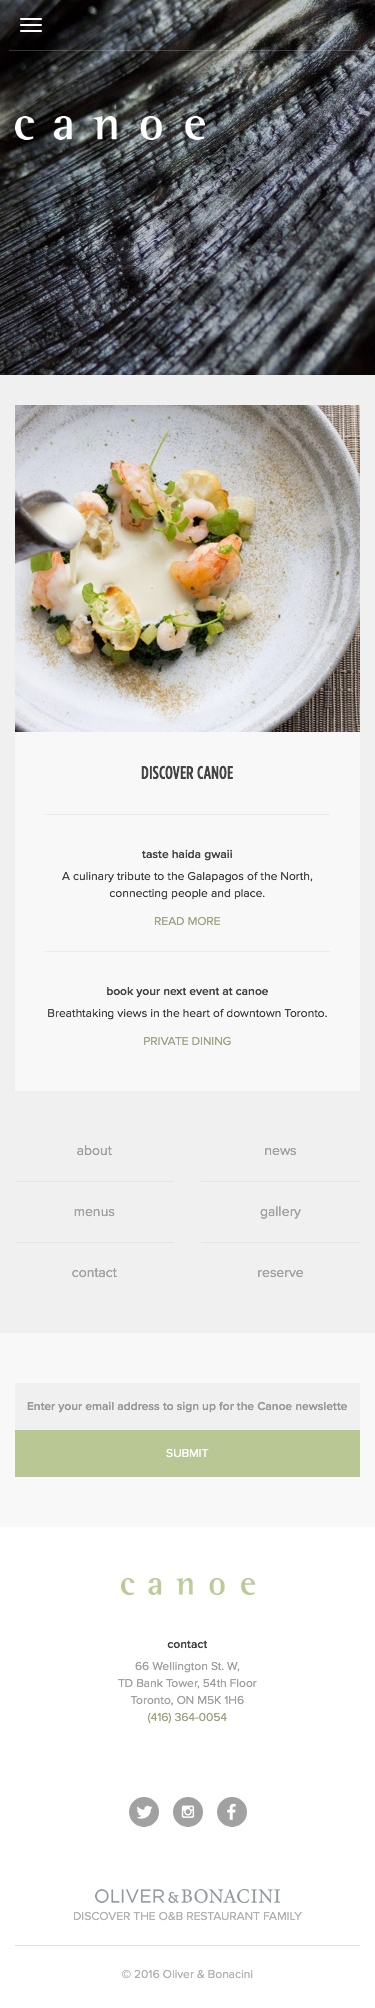 canoe
DISCOVER CANOE
taste haida gwaii
A culinary tribute to the Galapagos of the North,
connecting people and place.
READ MORE
book your next event at canoe
Breathtaking views in the heart of downtown Toronto.
PRIVATE DINING
about
news
menus
gallery
contact
reserve
Enter your email address to sign up for the Canoe newslette
SUBMIT
canoe
contact
66 Wellington St. W,
TD Bank Tower, 54th Floor
Toronto, ON M5K 1H6
(416) 364-0054
OLIVER&BONACINI
DISCOVER THE O&B RESTAURANT FAMILY
© 2016 Oliver & Bonacini